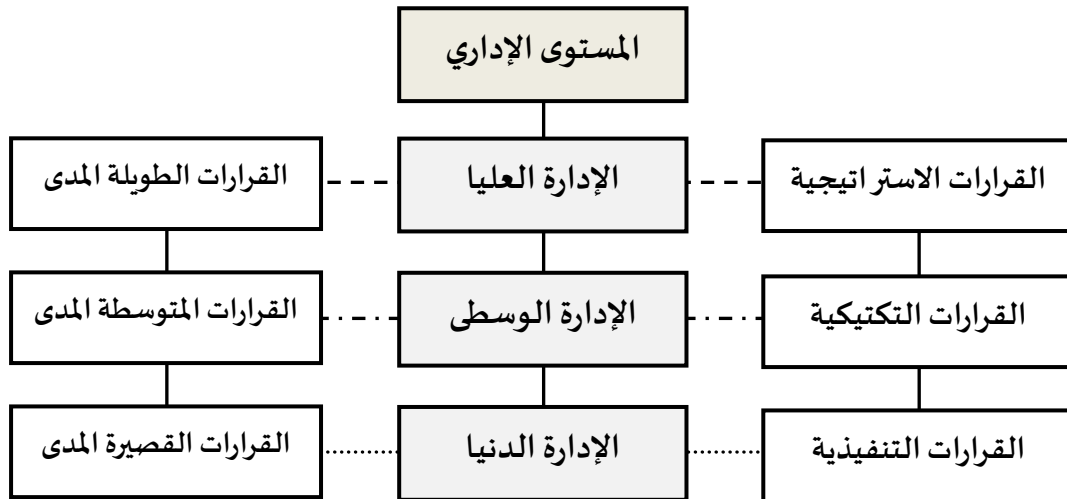 المستوى الإداري
القرارات الاستراتيجية
الإدارة العليا
القرارات الطويلة المدى
القرارات التكتيكية
الإدارة الوسطى
القرارات المتوسطة المدى
القرارات التنفيذية
الإدارة الدنيا
القرارات القصيرة المدى